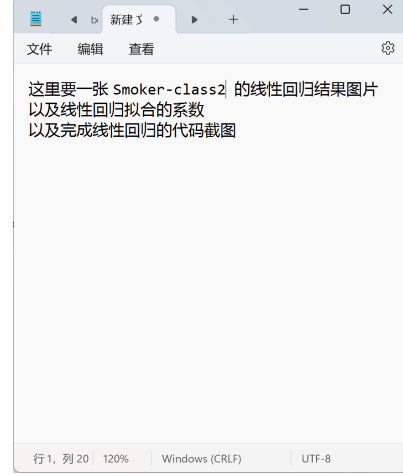 tx 新建 文
文件 编辑 查看
这里要一张 Smoker-class2 的线性回归结果图片
以及线性回归拟合的系数
以及完成线性回归的代码截图
行 1, 列 20 120% Windows (CRLF) UTF-8